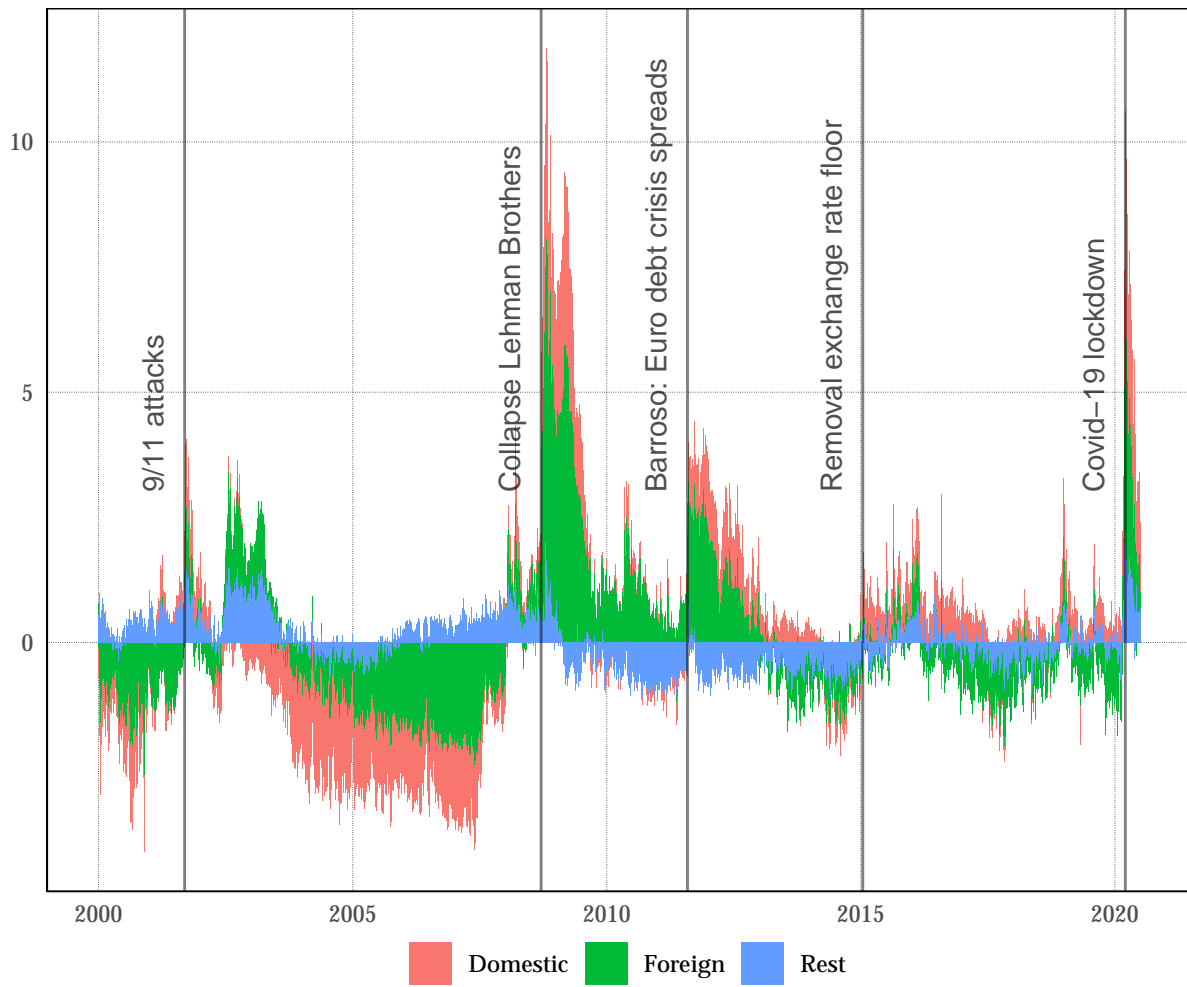 10
5
0
9/11 attacks
Collapse Lehman Brothers
Barroso: Euro debt crisis spreads
Removal exchange rate floor
Covid−19 lockdown
2000 2005 2010 2015 2020
Domestic Foreign Rest